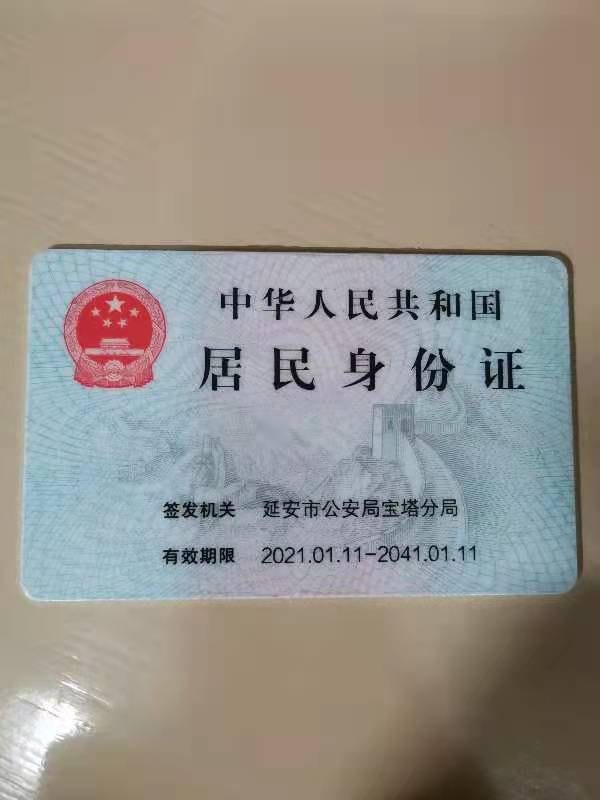 中华人民共和国
居民身份证
签发机关 延安市公安局宝塔分局
有效期限 2021.01.11-2041.01.11